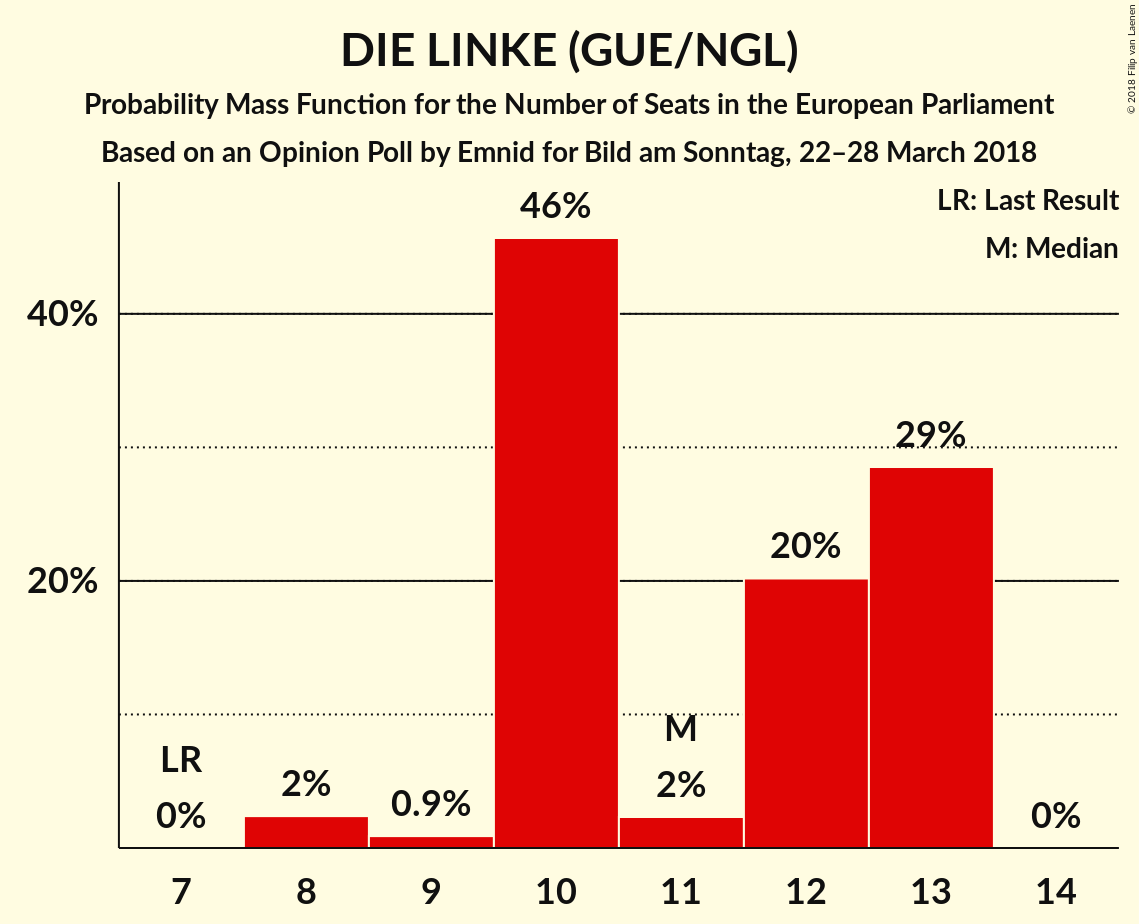 DIE LINKE (GUE/NGL)
Probability Mass Function for the Number of Seats in the European Parliament
Based on an Opinion Poll by Emnid for Bild am Sonntag, 22–28 March 2018
© 2018 Filip van Laenen
LR: Last Result
M: Median
46%
40%
29%
20%
20%
M
LR
2%
0.9%
2%
0%
0%
7 8 9 10 11 12 13 14